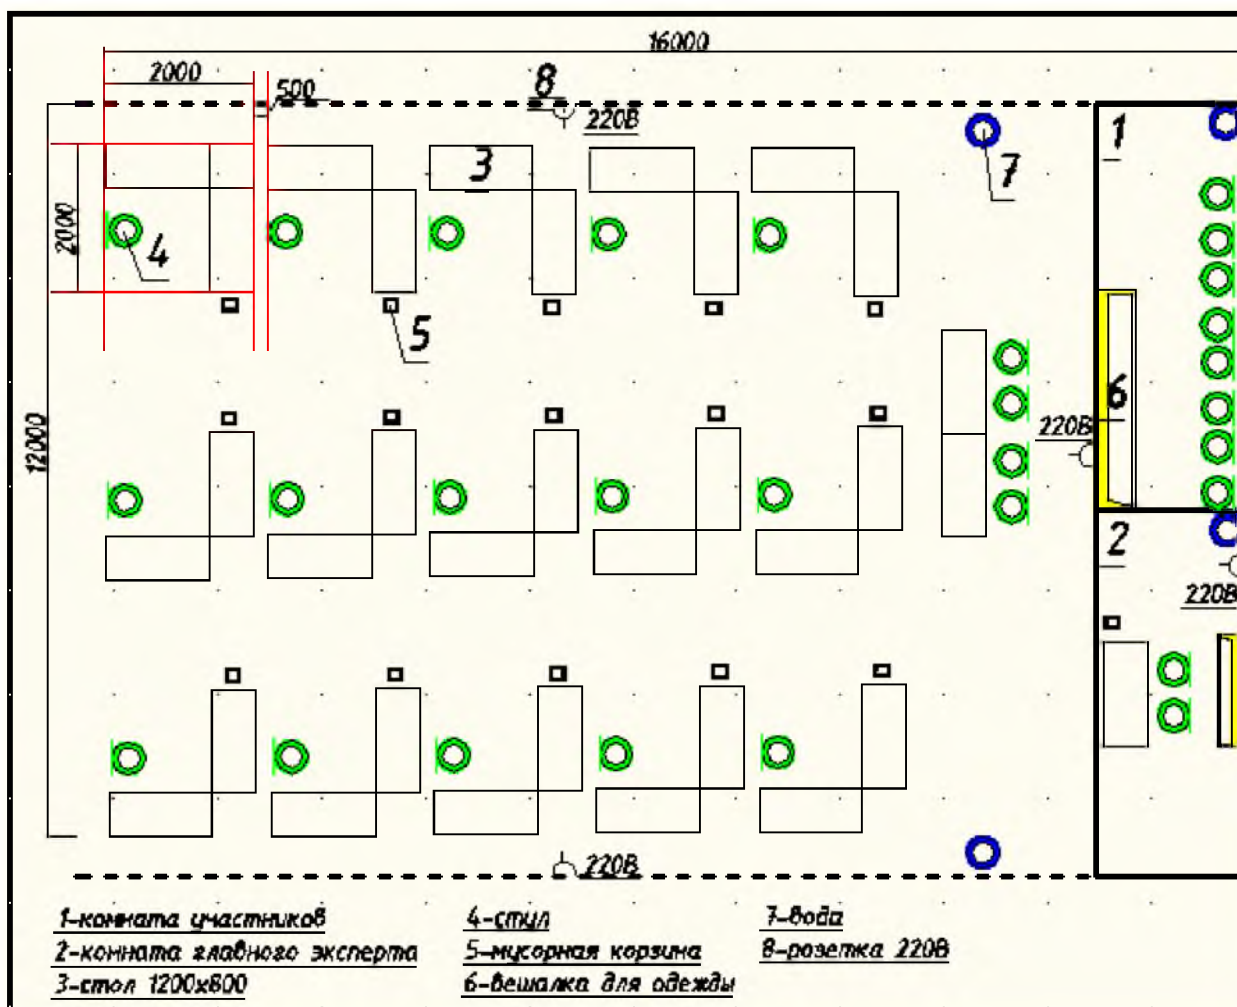 16000
2000
500
8
220В
1
3
7
2000
4
5
12000
6
220В
2
220В
220В
1-комната участников
4-стул
7-вода
2-комната главного эксперта
5-мусорная корзина
8-розетка 220В
3-стол 1200x600
6-вешалка для одежды